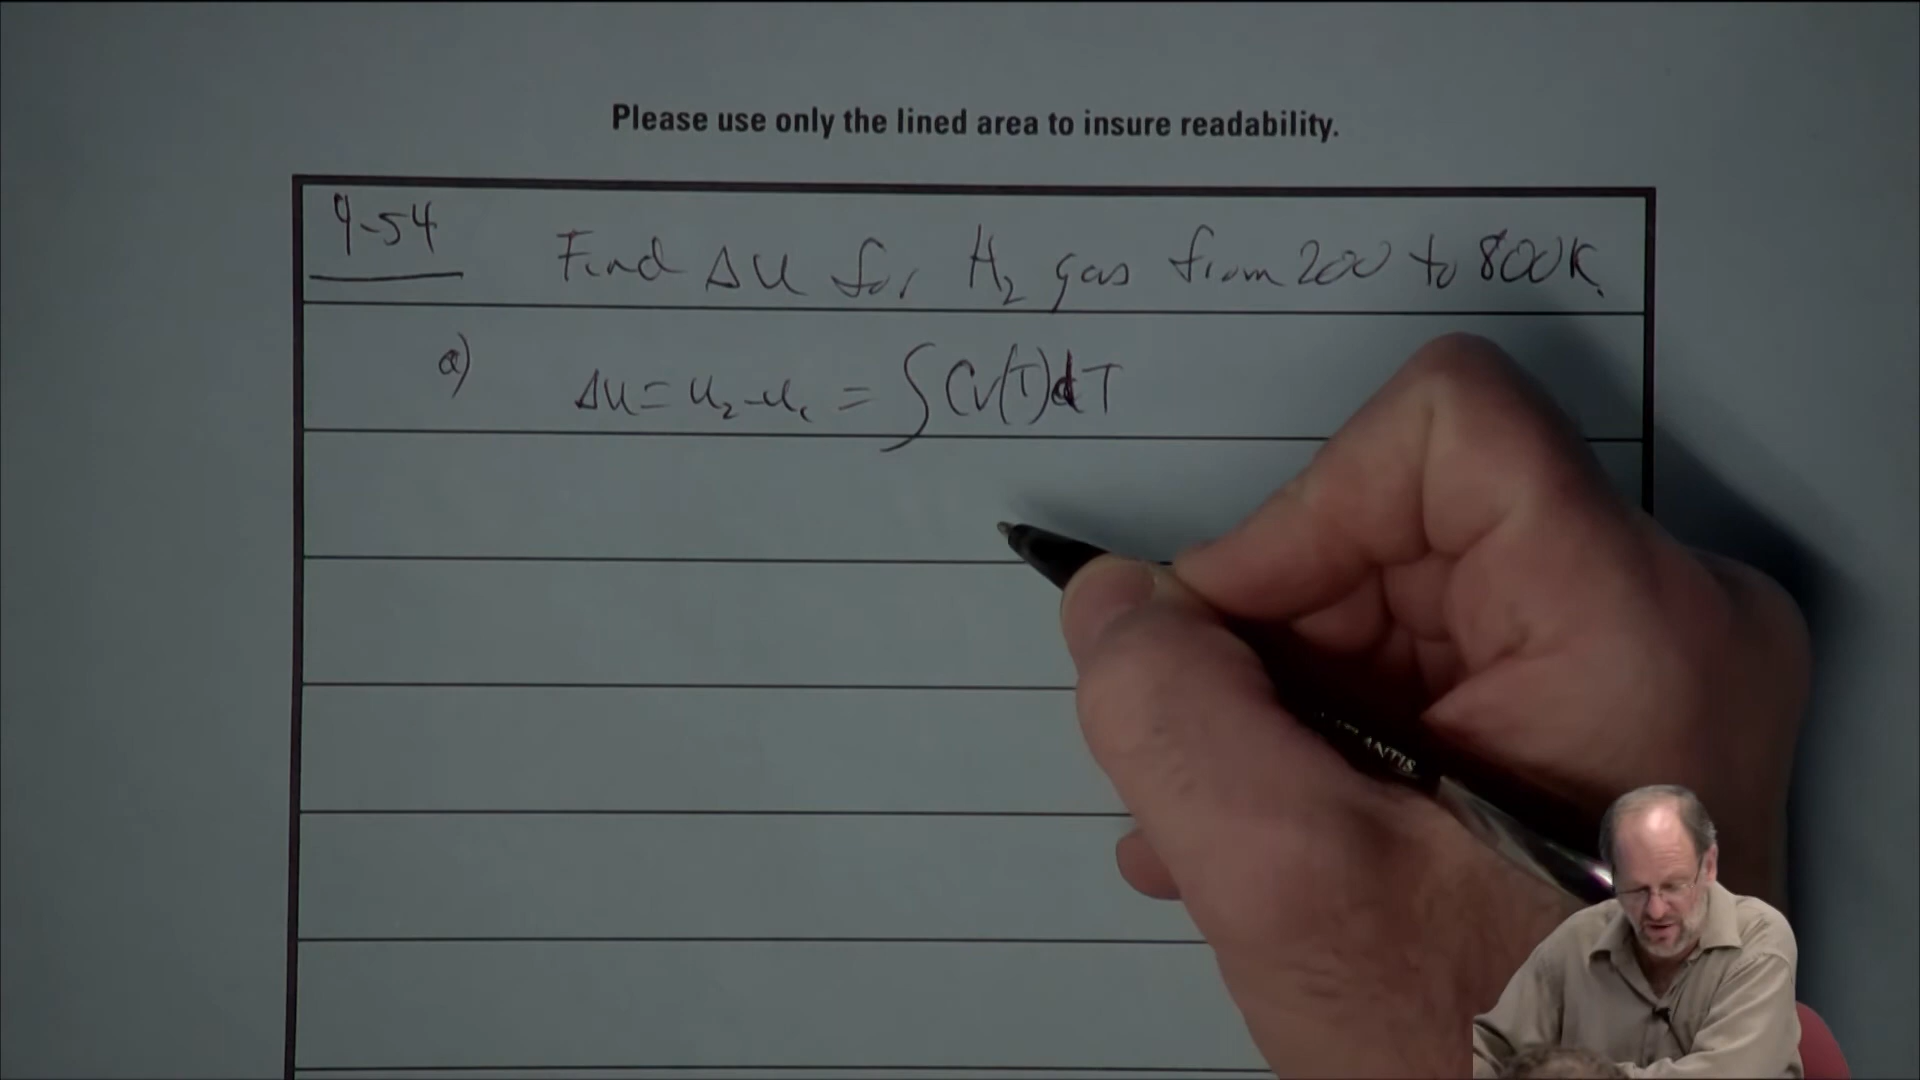 Please use only the lined area to insure readability.
4-54 Find ΔU for H₂ gas from 200 to 800K.
a) Δu = u₂-u₁ = ∫Cv(T)dT
ATLANTIS